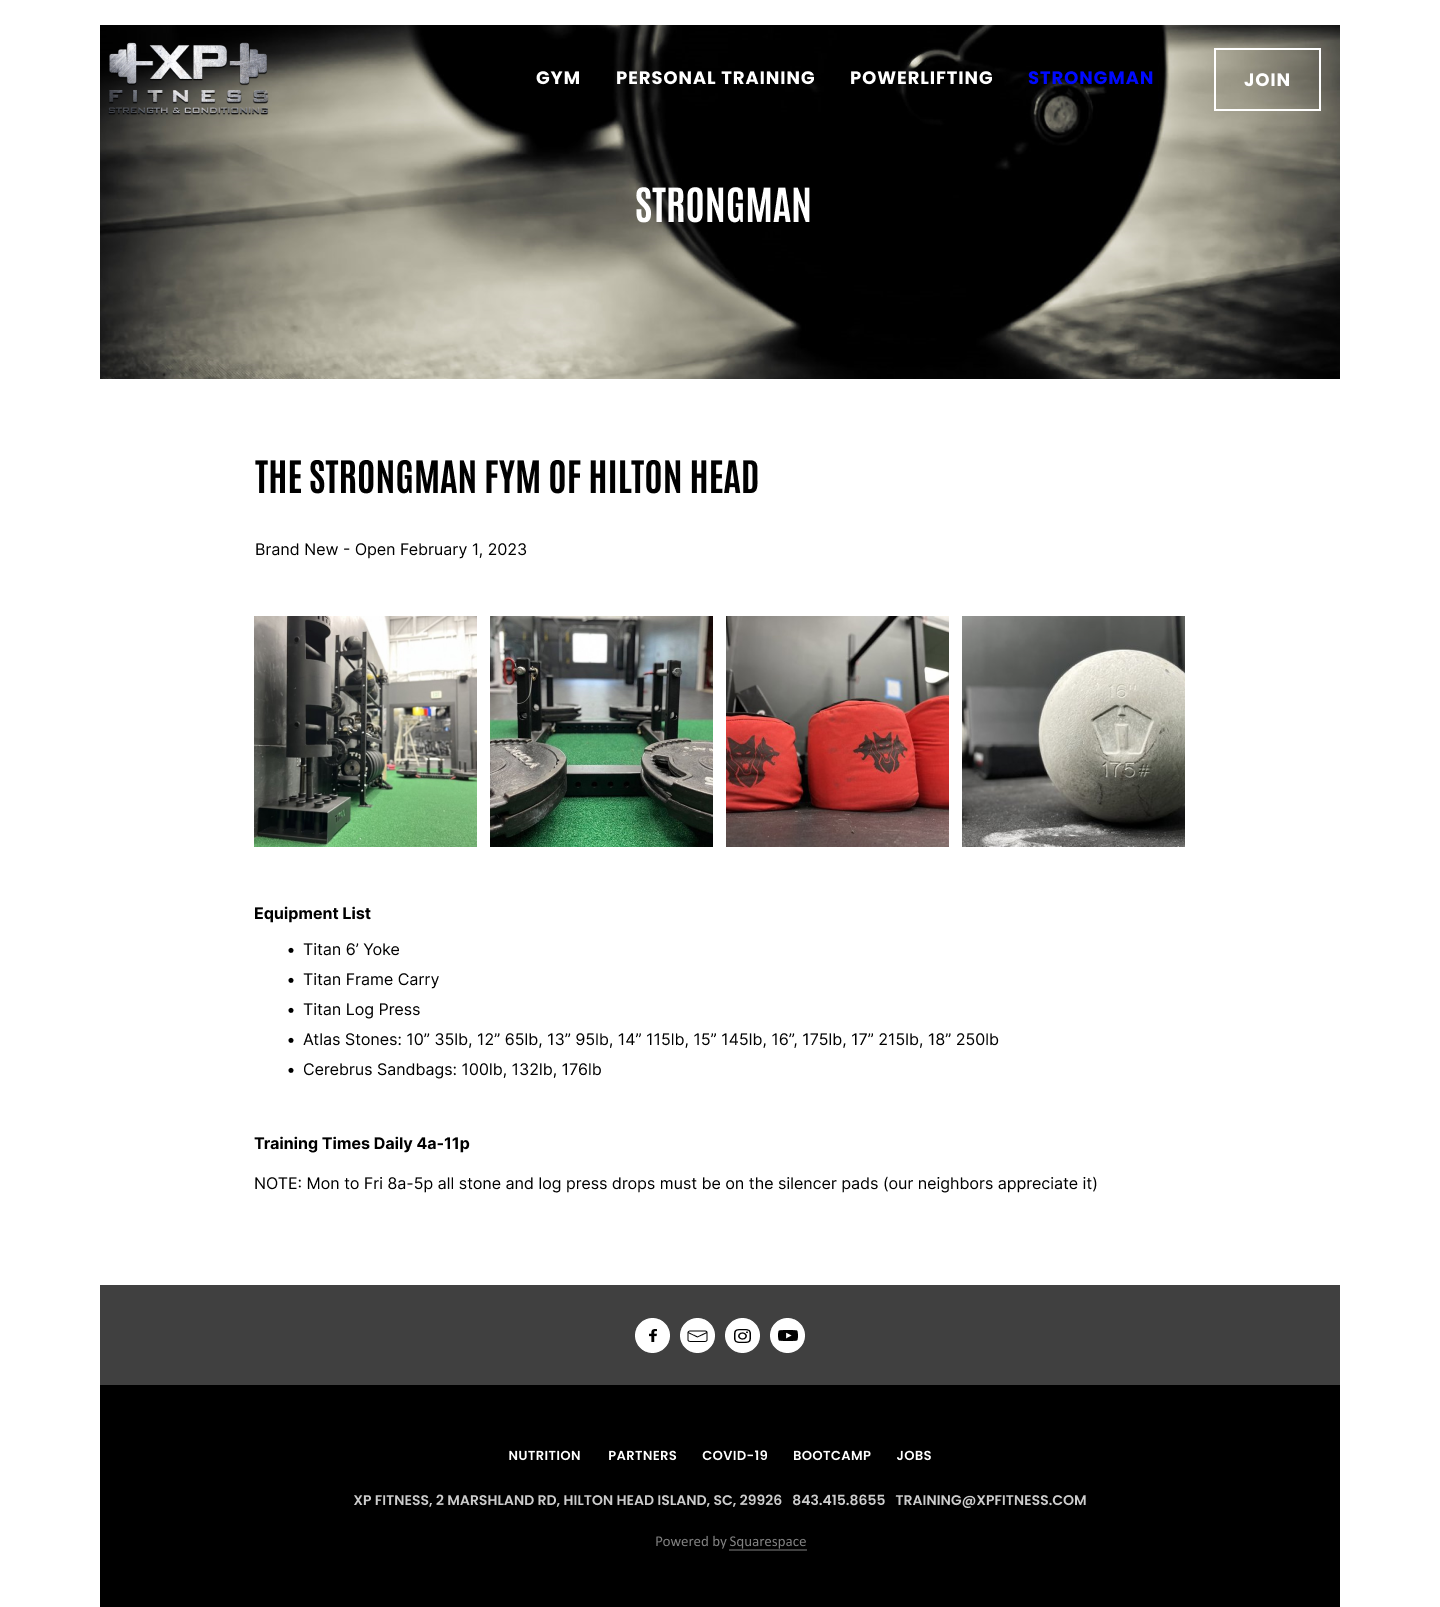 XP
FITNESS
STRENGTH & CONDITIONING
GYM PERSONAL TRAINING POWERLIFTING STRONGMAN JOIN
STRONGMAN
THE STRONGMAN FYM OF HILTON HEAD
Brand New - Open February 1, 2023
16"
175#
Equipment List
• Titan 6’ Yoke
• Titan Frame Carry
• Titan Log Press
• Atlas Stones: 10” 35lb, 12” 65lb, 13” 95lb, 14” 115lb, 15” 145lb, 16”, 175lb, 17” 215lb, 18” 250lb
• Cerebrus Sandbags: 100lb, 132lb, 176lb
Training Times Daily 4a-11p
NOTE: Mon to Fri 8a-5p all stone and log press drops must be on the silencer pads (our neighbors appreciate it)
NUTRITION PARTNERS COVID-19 BOOTCAMP JOBS
XP FITNESS, 2 MARSHLAND RD, HILTON HEAD ISLAND, SC, 29926 843.415.8655 TRAINING@XPFITNESS.COM
Powered by Squarespace